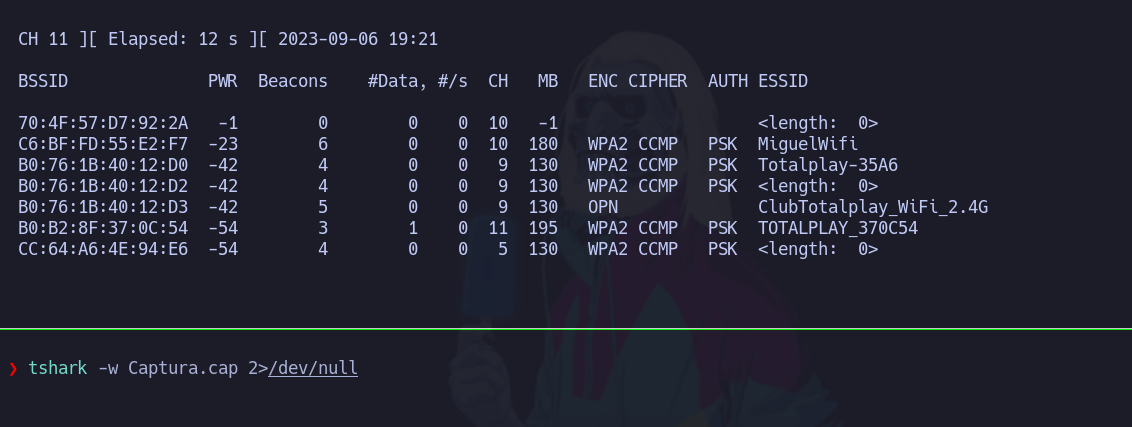 CH 11 ][ Elapsed: 12 s ][ 2023-09-06 19:21
BSSID PWR Beacons #Data, #/s CH MB ENC CIPHER AUTH ESSID
70:4F:57:D7:92:2A -1 0 0 0 10 -1 <length: 0>
C6:BF:FD:55:E2:F7 -23 6 0 0 10 180 WPA2 CCMP PSK MiguelWifi
B0:76:1B:40:12:D0 -42 4 0 0 9 130 WPA2 CCMP PSK Totalplay-35A6
B0:76:1B:40:12:D2 -42 4 0 0 9 130 WPA2 CCMP PSK <length: 0>
B0:76:1B:40:12:D3 -42 5 0 0 9 130 OPN ClubTotalplay_WiFi_2.4G
B0:B2:8F:37:0C:54 -54 3 1 0 11 195 WPA2 CCMP PSK TOTALPLAY_370C54
CC:64:A6:4E:94:E6 -54 4 0 0 5 130 WPA2 CCMP PSK <length: 0>
❯ tshark -w Captura.cap 2>/dev/null